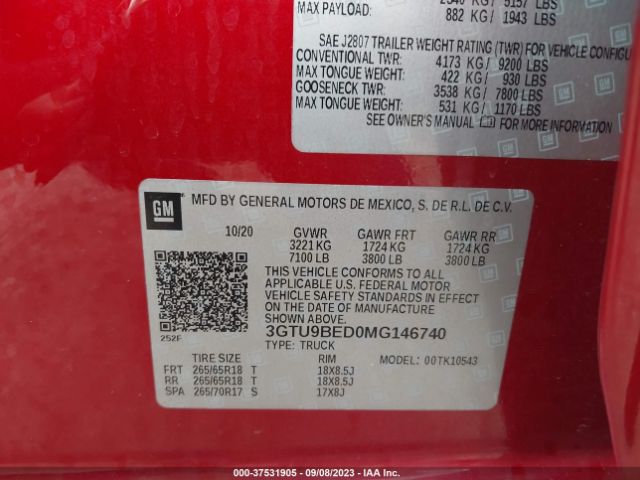 MAX PAYLOAD: 882 KG / 1943 LBS
SAE J2807 TRAILER WEIGHT RATING (TWR) FOR VEHICLE CONFIGU
CONVENTIONAL TWR: 4173 KG / 9200 LBS
MAX TONGUE WEIGHT: 422 KG / 930 LBS
GOOSENECK TWR: 3538 KG / 7800 LBS
MAX TONGUE WEIGHT: 531 KG / 1170 LBS
SEE OWNER'S MANUAL FOR MORE INFORMATION
GM MFD BY GENERAL MOTORS DE MEXICO, S. DE R.L. DE C.V.
10/20 GVWR GAWR FRT GAWR RR
3221 KG 1724 KG 1724 KG
7100 LB 3800 LB 3800 LB
THIS VEHICLE CONFORMS TO ALL
APPLICABLE U.S. FEDERAL MOTOR
VEHICLE SAFETY STANDARDS IN
EFFECT ON THE DATE OF MANUFACTURE
SHOWN ABOVE.
252F 3GTU9BED0MG146740
TYPE: TRUCK
TIRE SIZE RIM MODEL: 00TK10543
FRT 265/65R18 T 18X8.5J
RR 265/65R18 T 18X8.5J
SPA 265/70R17 S 17X8J
000-37531905 - 09/08/2023 - IAA Inc.